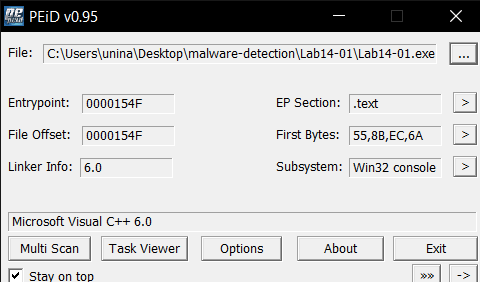 PEiD v0.95
File: C:\Users\unina\Desktop\malware-detection\Lab14-01\Lab14-01.exe ...
Entrypoint: 0000154F EP Section: .text >
File Offset: 0000154F First Bytes: 55,8B,EC,6A >
Linker Info: 6.0 Subsystem: Win32 console >
Microsoft Visual C++ 6.0
Multi Scan Task Viewer Options About Exit
Stay on top »» ->